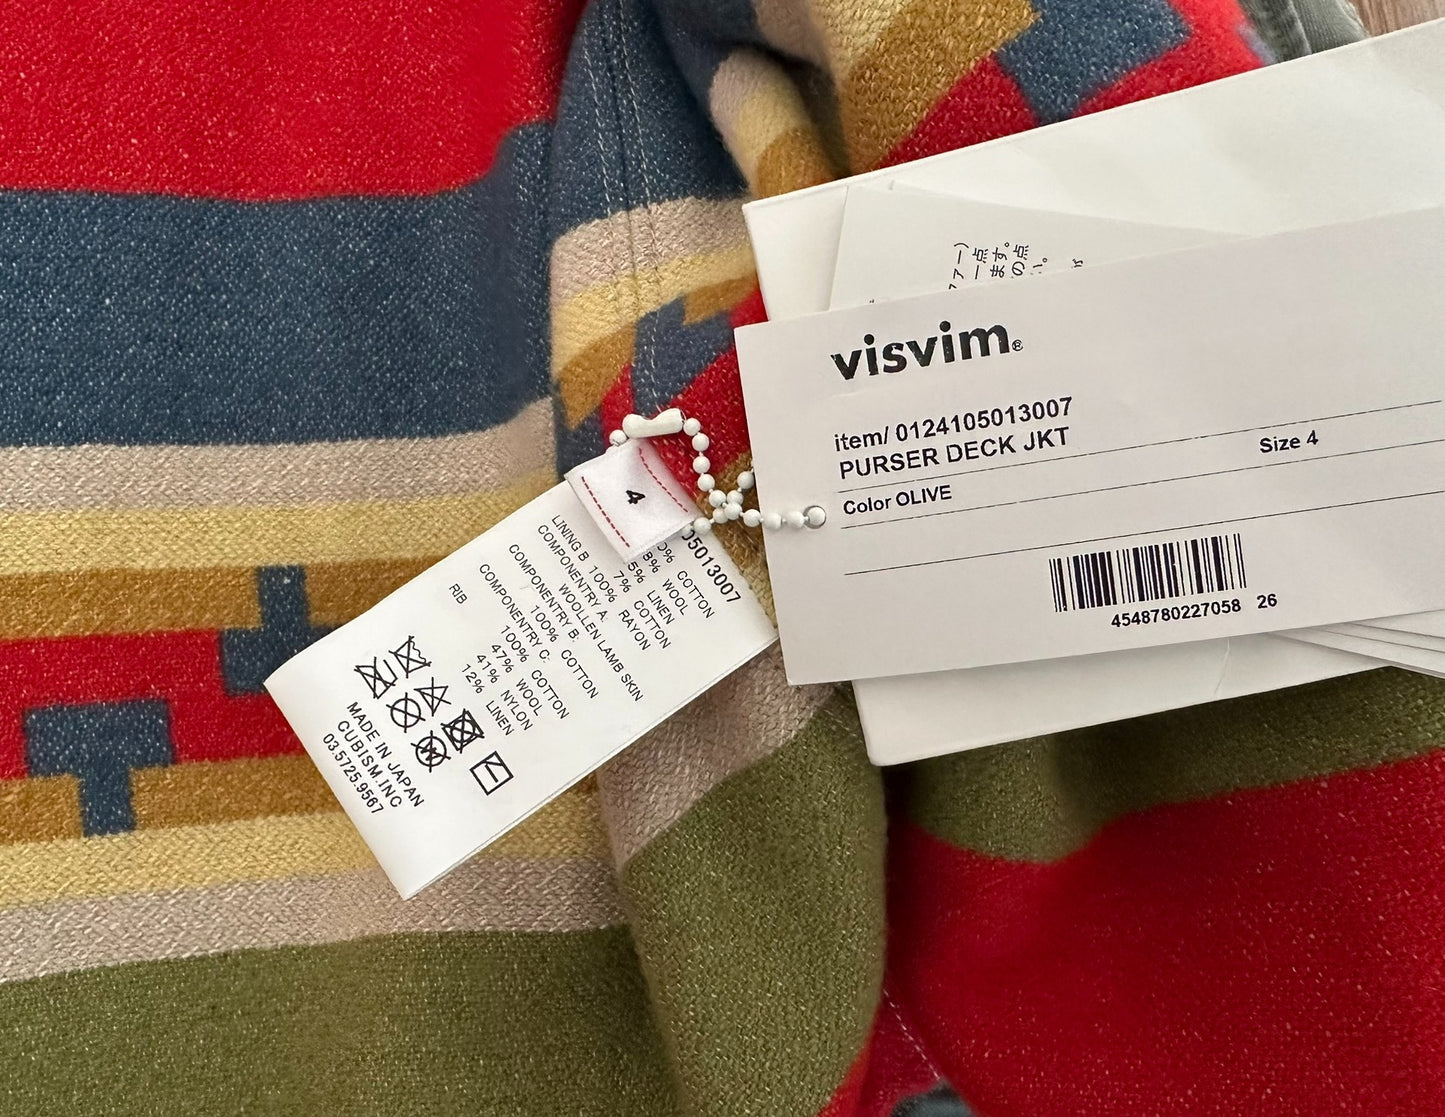 visvim®
item/ 0124105013007
PURSER DECK JKT
Size 4
Color OLIVE
4548780227058 26
4
05013007
COTTON
8% WOOL
5% LINEN
7% COTTON
RAYON
LINING B: 100% COTTON
COMPONENTRY A:
WOOLLEN LAMB SKIN
COMPONENTRY B:
100% COTTON
COMPONENTRY C:
100% COTTON
RIB 47% WOOL
41% NYLON
12% LINEN
MADE IN JAPAN
CUBISM.INC
03.5725.9567